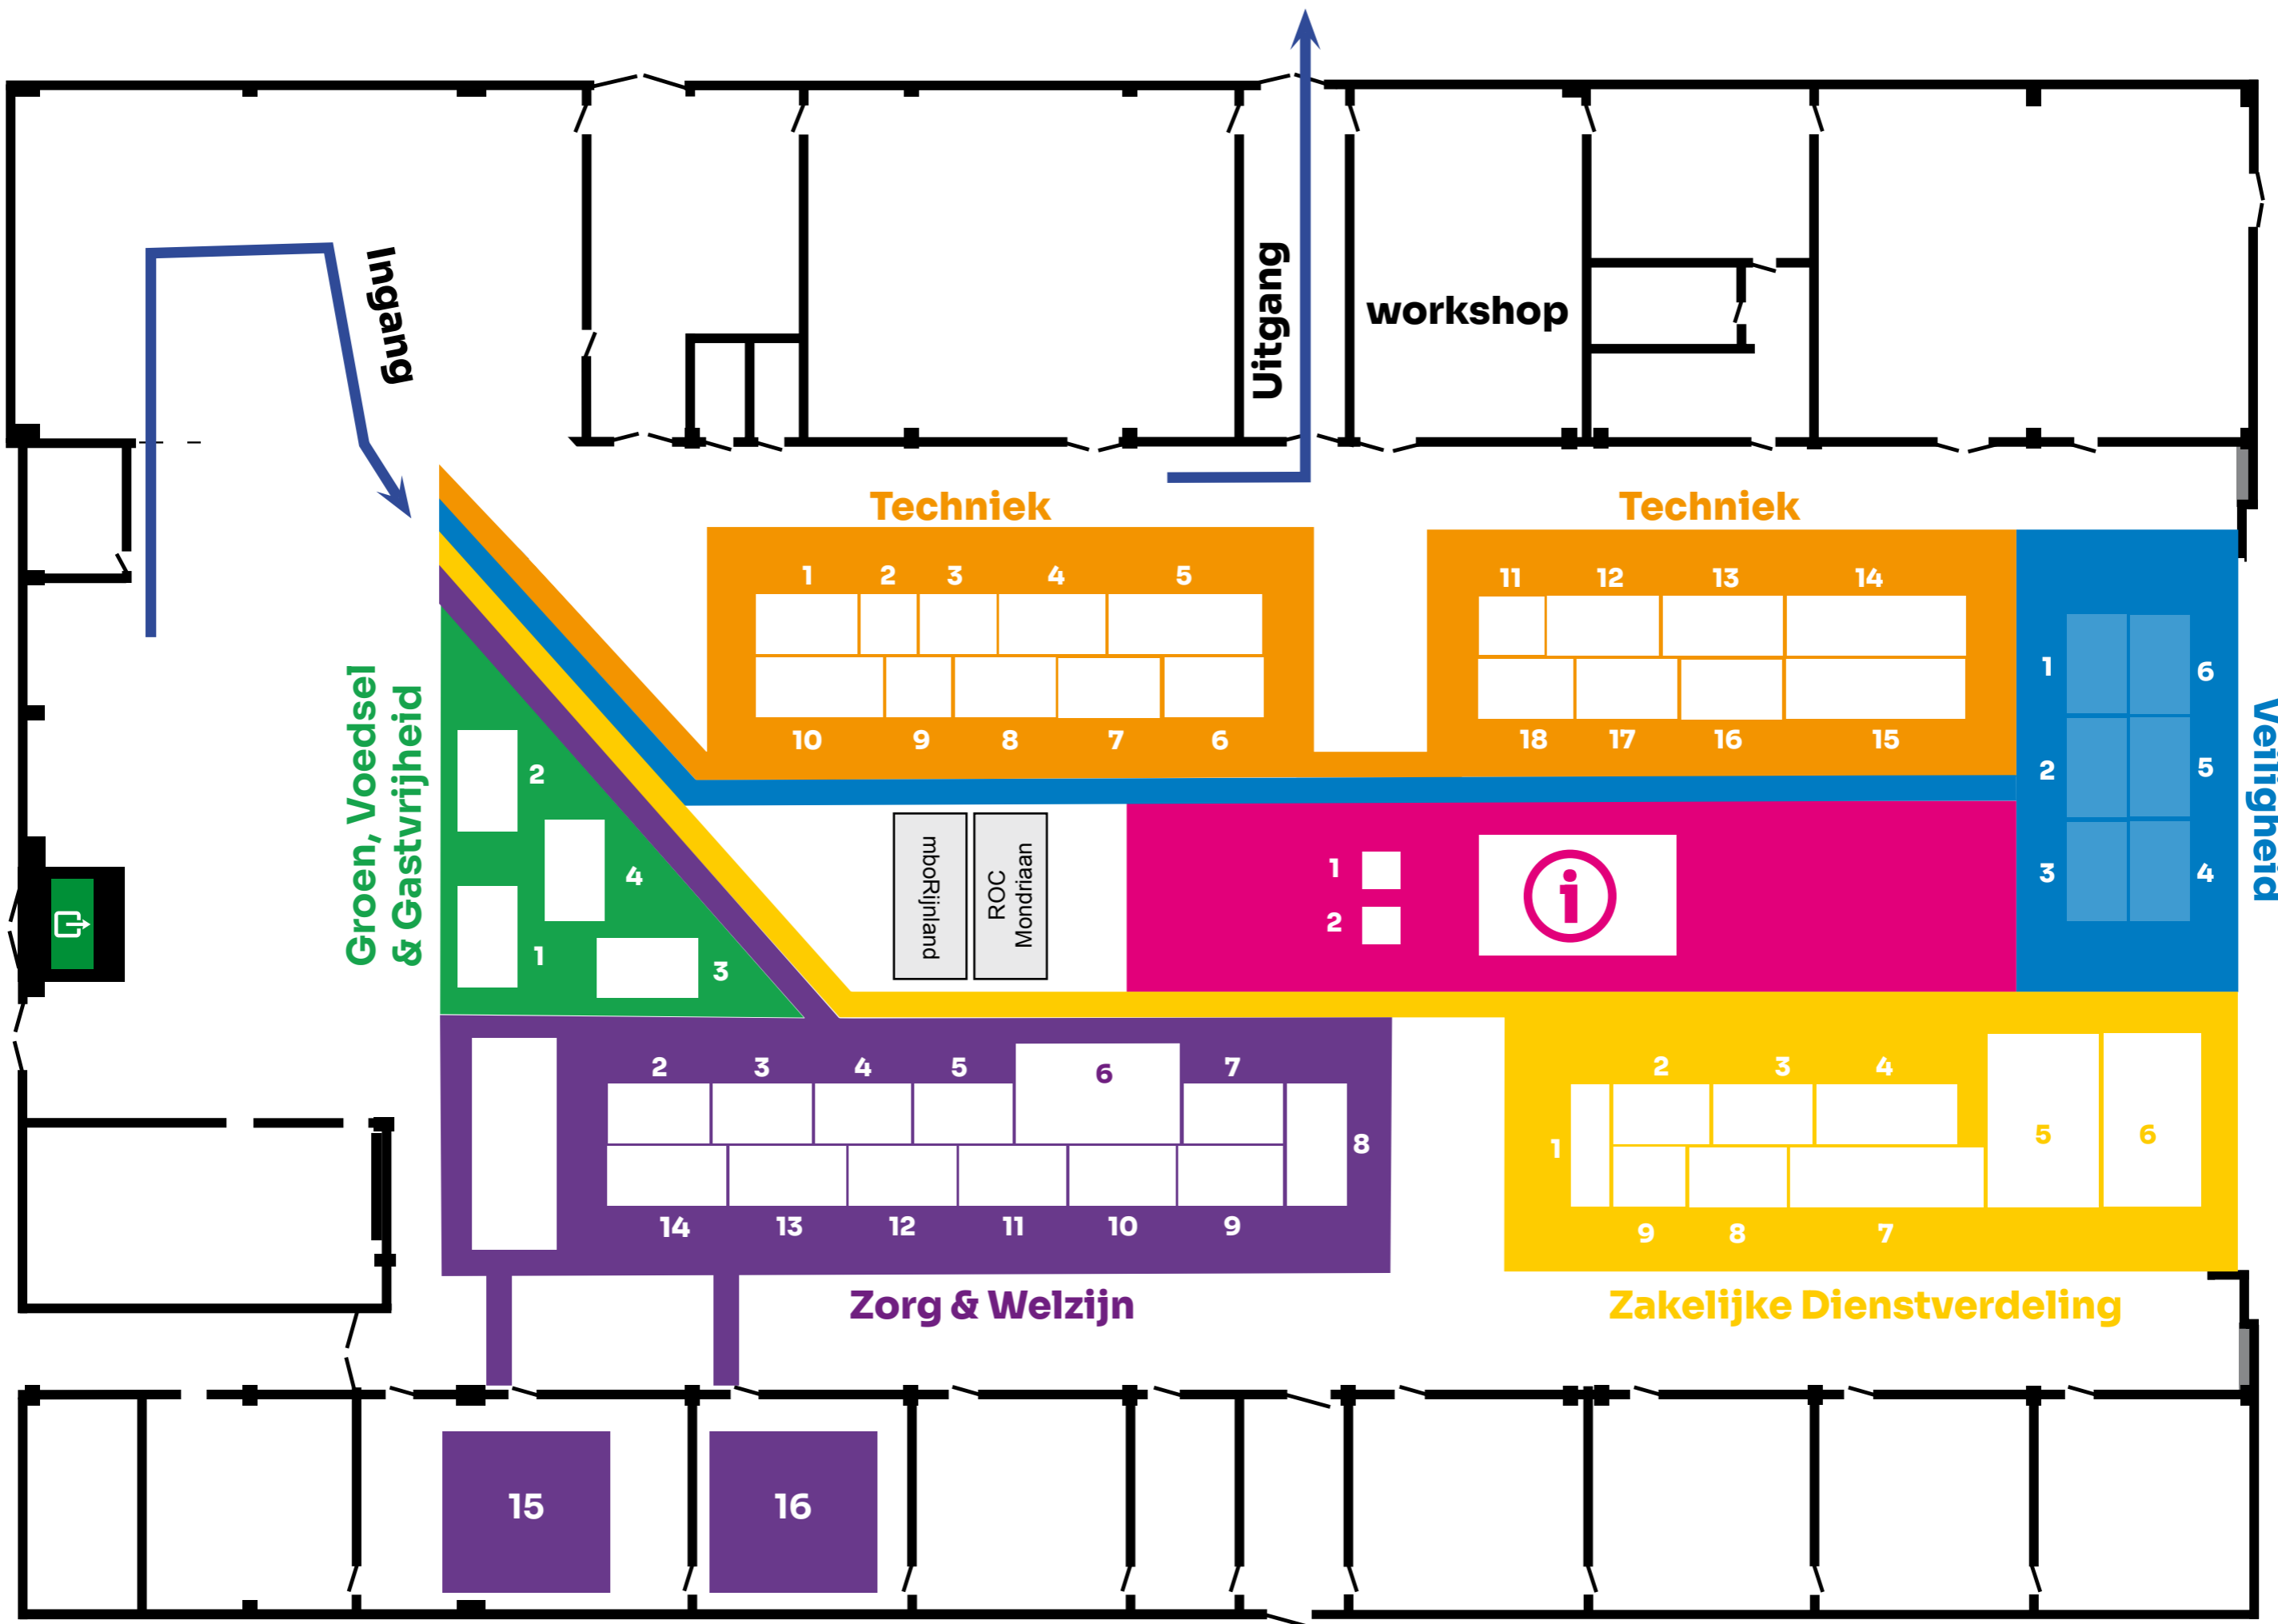 Ingang
Uitgang
workshop
Techniek
1 2 3 4 5
10 9 8 7 6
Techniek
11 12 13 14
18 17 16 15
Veiligheid
1 6
2 5
3 4
Groen, Voedsel
& Gastvrijheid
2
4
1
3
mboRijnland
ROC
Mondriaan
1
2
i
2 3 4 5 6 7
8
14 13 12 11 10 9
Zorg & Welzijn
15 16
2 3 4
1 5 6
9 8 7
Zakelijke Dienstverdeling